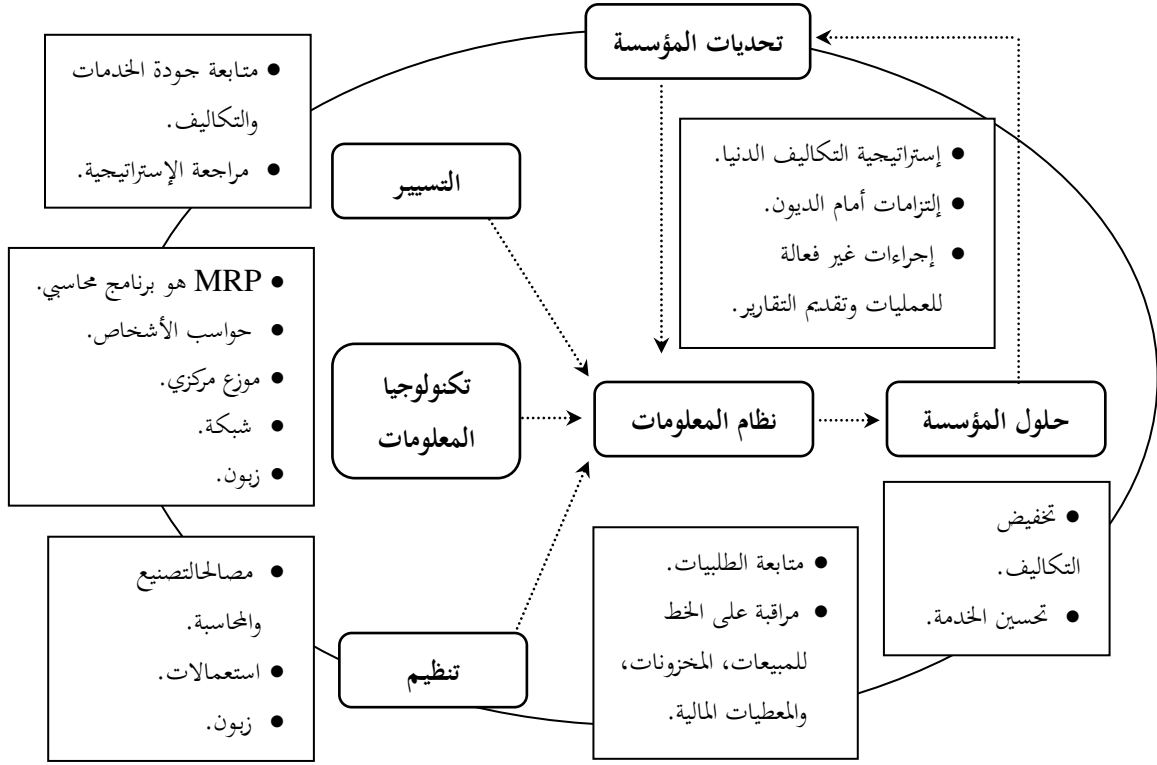 تحديات المؤسسة
• متابعة جودة الخدمات
والتكاليف.
• مراجعة الإستراتيجية.
التسيير
• إستراتيجية التكاليف الدنيا.
• إلتزامات أمام الديون.
• إجراءات غير فعالة
للعمليات وتقديم التقارير.
• MRP هو برنامج محاسبي.
• حواسب الأشخاص.
• موزع مركزي.
• شبكة.
• زبون.
تكنولوجيا
المعلومات
نظام المعلومات
حلول المؤسسة
• تخفيض
التكاليف.
• تحسين الخدمة.
• متابعة الطلبيات.
• مراقبة على الخط
للمبيعات، المخزونات،
والمعطيات المالية.
• مصالحالتصنيع
والمحاسبة.
• استعمالات.
• زبون.
تنظيم